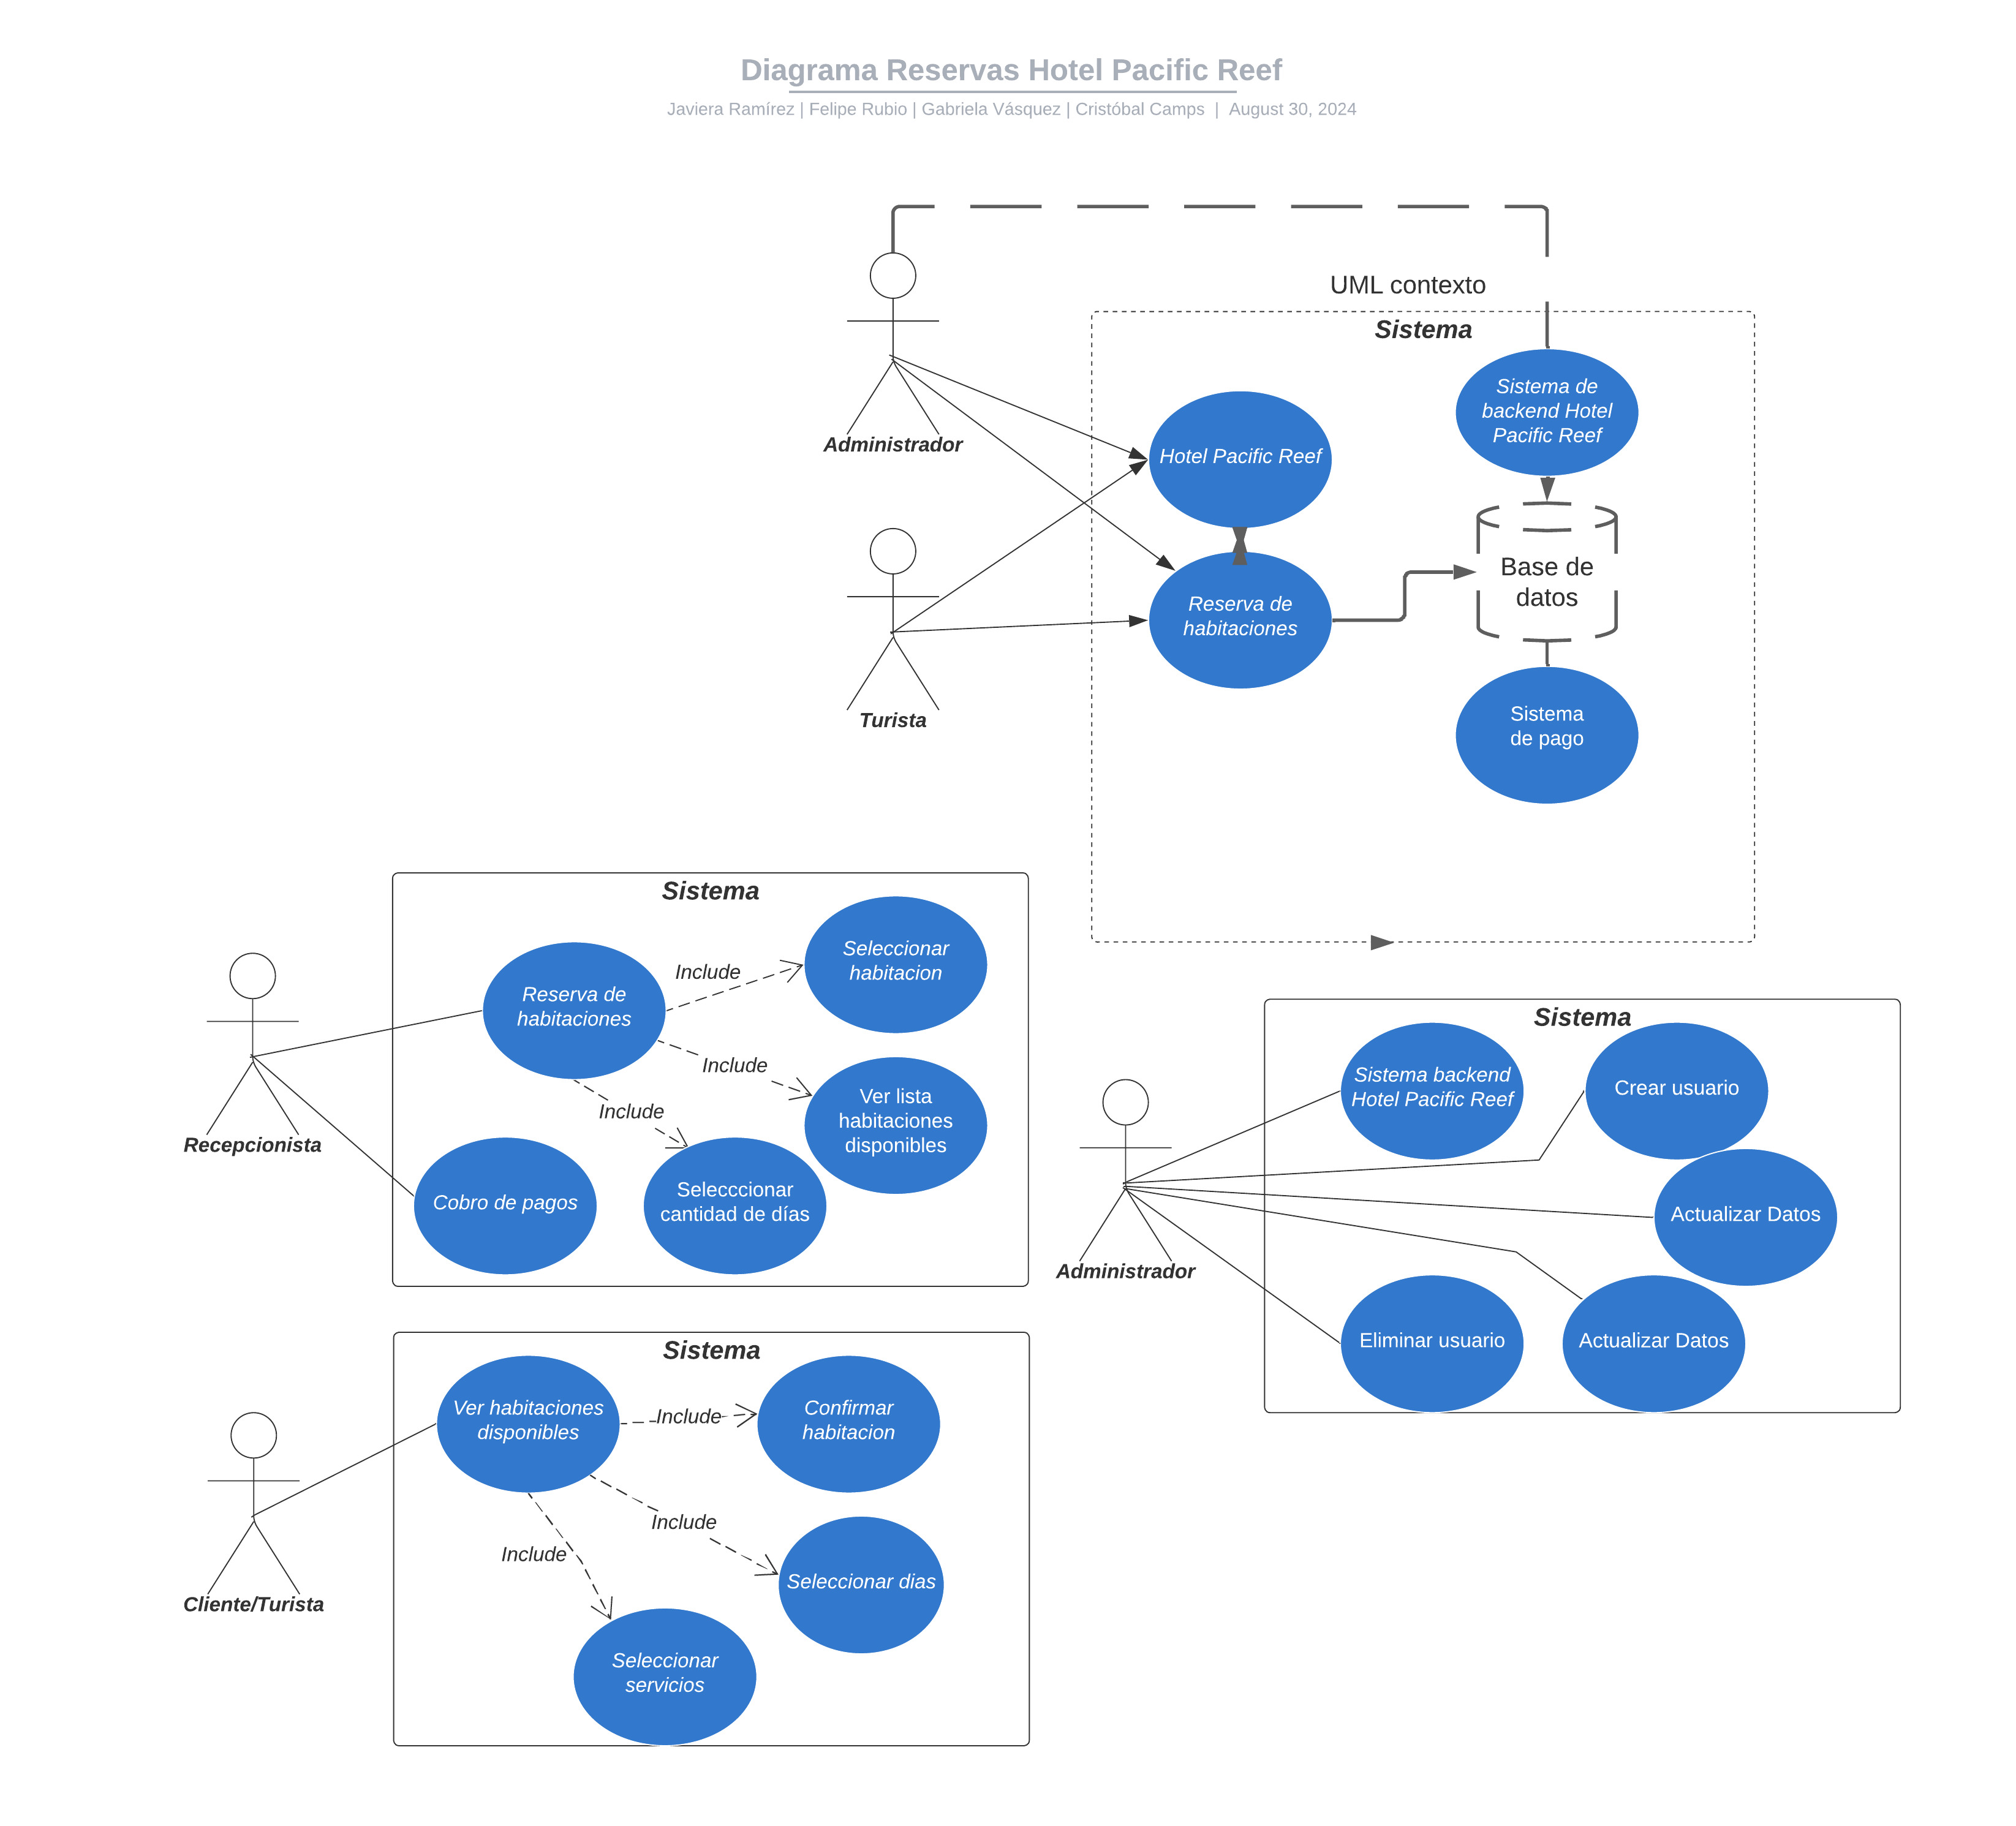 Diagrama Reservas Hotel Pacific Reef
Javiera Ramírez | Felipe Rubio | Gabriela Vásquez | Cristóbal Camps | August 30, 2024
UML contexto
Sistema
Administrador
Turista
Hotel Pacific Reef
Reserva de
habitaciones
Sistema de
backend Hotel
Pacific Reef
Base de
datos
Sistema
de pago
Sistema
Recepcionista
Reserva de
habitaciones
Include
Seleccionar
habitacion
Include
Ver lista
habitaciones
disponibles
Include
Selecccionar
cantidad de días
Cobro de pagos
Sistema
Administrador
Sistema backend
Hotel Pacific Reef
Crear usuario
Actualizar Datos
Eliminar usuario
Actualizar Datos
Sistema
Cliente/Turista
Ver habitaciones
disponibles
Include
Confirmar
habitacion
Include
Seleccionar dias
Include
Seleccionar
servicios